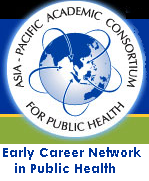 ASIA - PACIFIC ACADEMIC CONSORTIUM
FOR PUBLIC HEALTH
Early Career Network
in Public Health